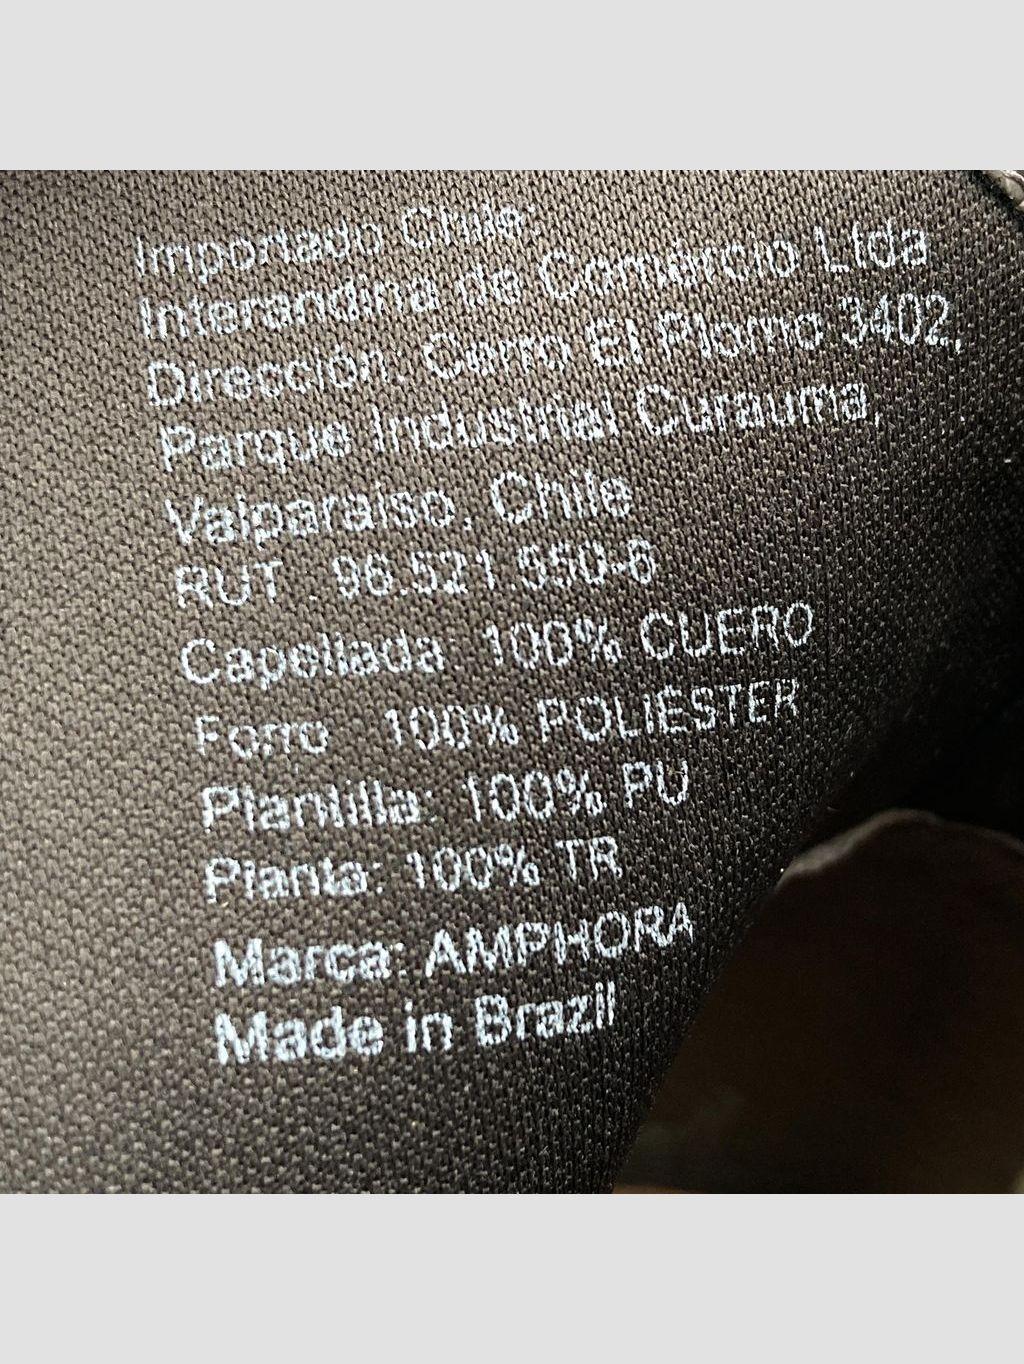 Importado Chile:
Interandina de Comércio Ltda
Dirección: Cerro El Plomo 3402,
Parque Industrial Curauma,
Valparaiso, Chile
RUT : 96.521.550-6
Capellada: 100% CUERO
Forro 100% POLIÉSTER
Plantilla: 100% PU
Planta: 100% TR
Marca: AMPHORA
Made in Brazil